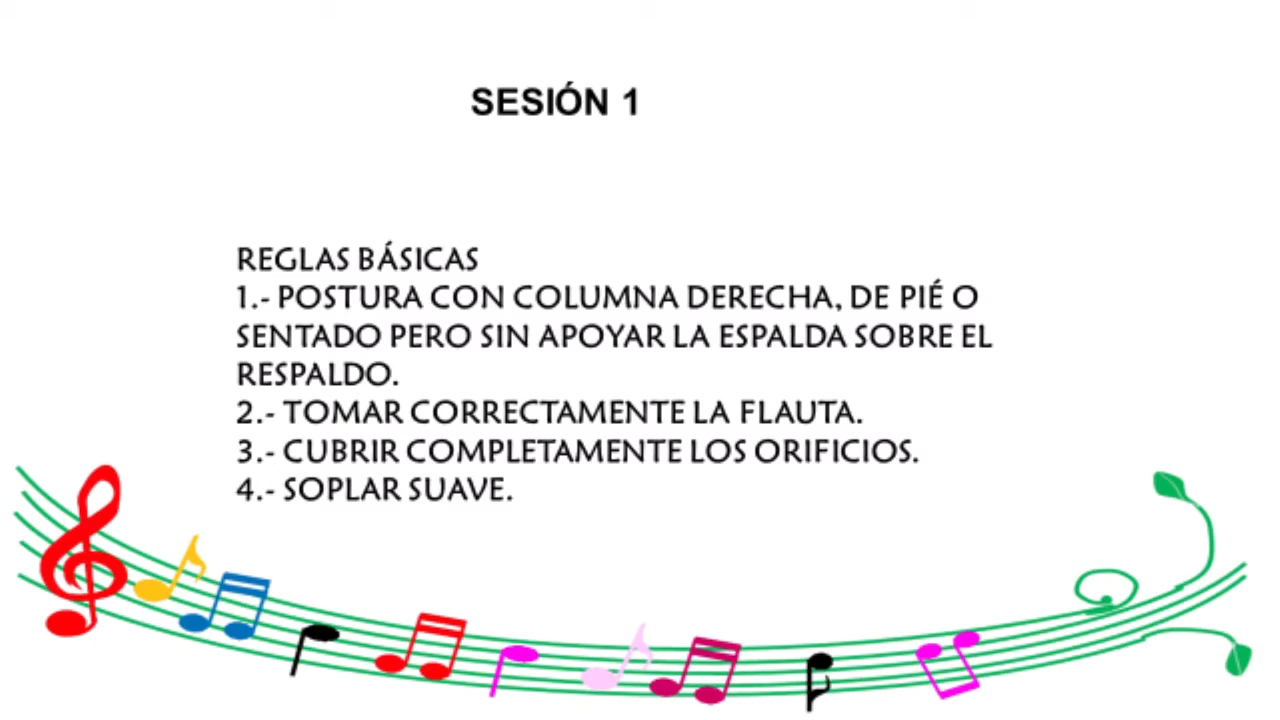 SESIÓN 1
REGLAS BÁSICAS
1.- POSTURA CON COLUMNA DERECHA, DE PIÉ O
SENTADO PERO SIN APOYAR LA ESPALDA SOBRE EL
RESPALDO.
2.- TOMAR CORRECTAMENTE LA FLAUTA.
3.- CUBRIR COMPLETAMENTE LOS ORIFICIOS.
4.- SOPLAR SUAVE.